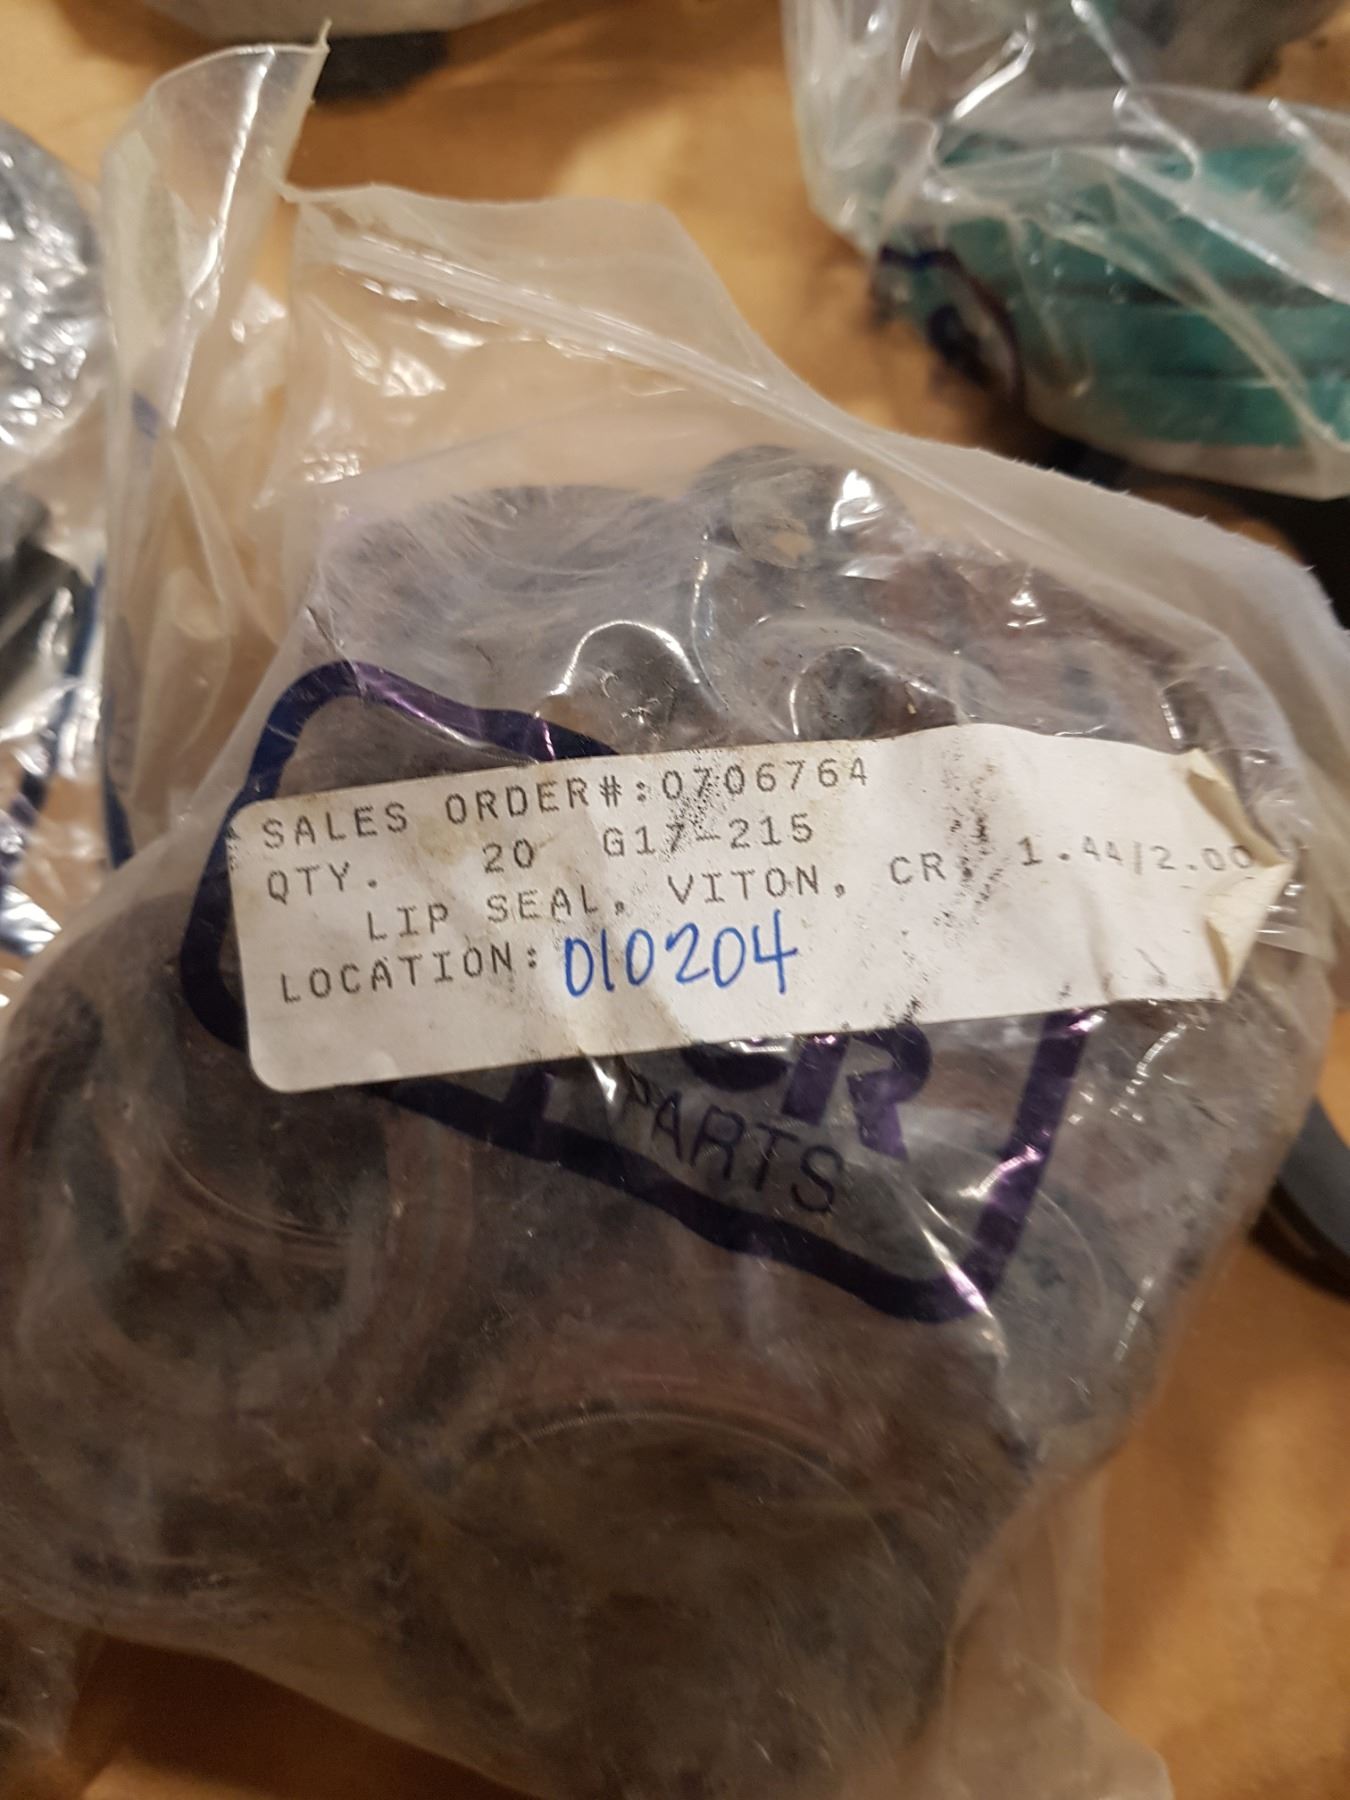 SALES ORDER#:0706764
QTY. 20 G17-215
LIP SEAL, VITON, CR 1.44/2.00
LOCATION: 010204
PARTS